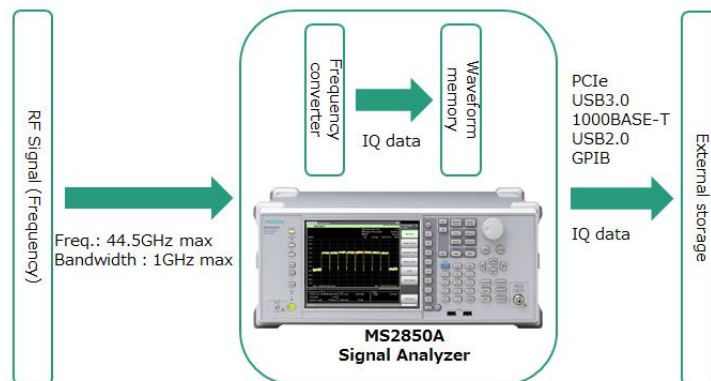 RF Signal (Frequency)
Freq.: 44.5GHz max
Bandwidth : 1GHz max
Frequency
converter
IQ data
Waveform
memory
MS2850A
Signal Analyzer
PCIe
USB3.0
1000BASE-T
USB2.0
GPIB
IQ data
External storage